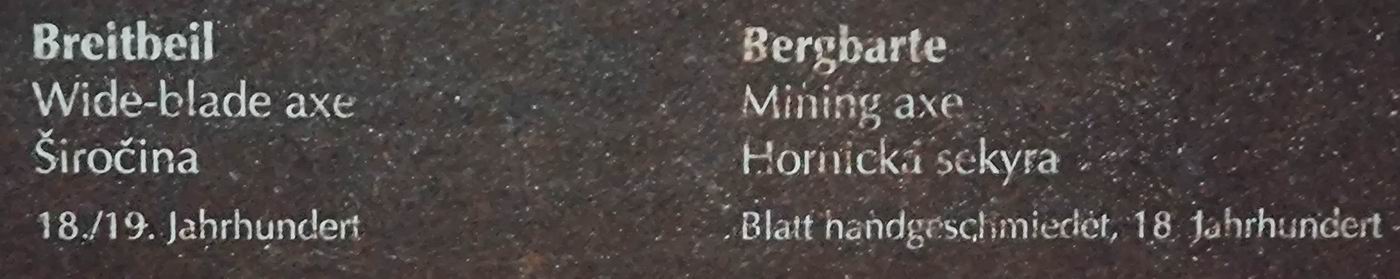 Breitbeil
Wide-blade axe
Širočina
18./19. Jahrhundert
Bergbarte
Mining axe
Hornická sekyra
Blatt handgeschmiedet, 18. Jahrhundert